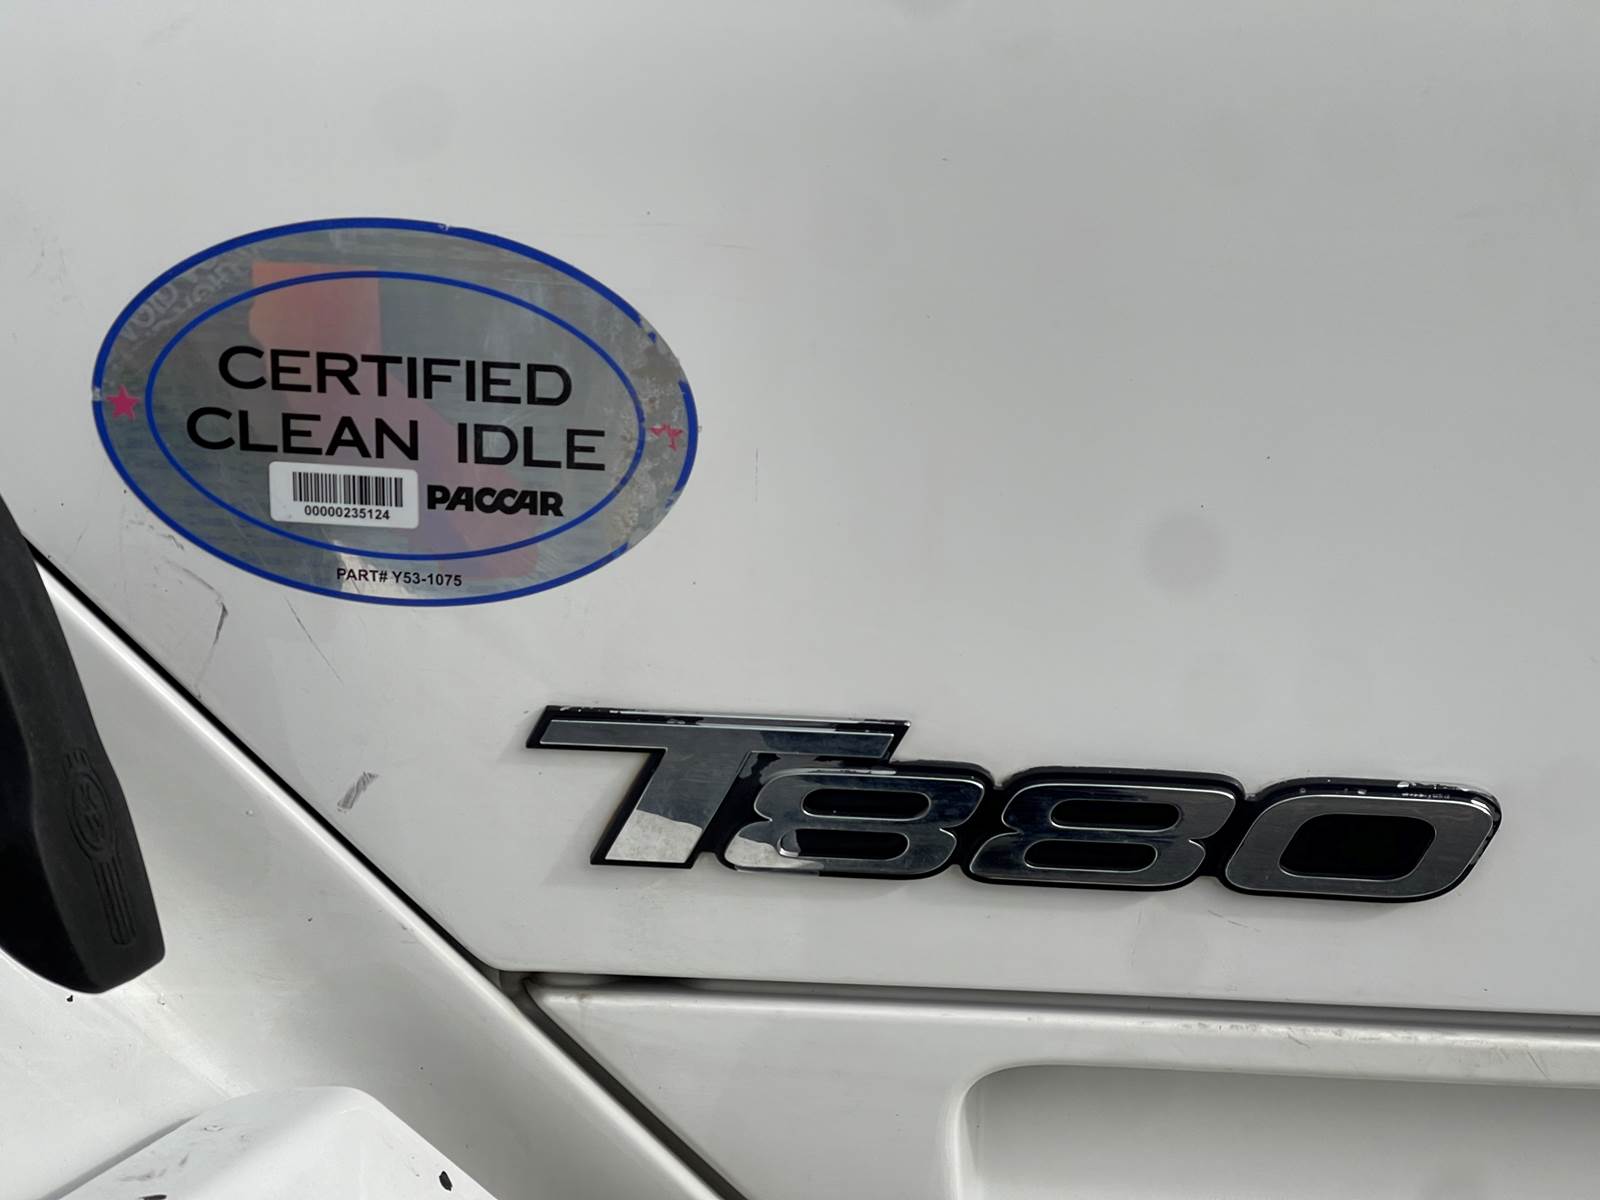 CERTIFIED
CLEAN IDLE
00000235124
PACCAR
PART# Y53-1075
T880